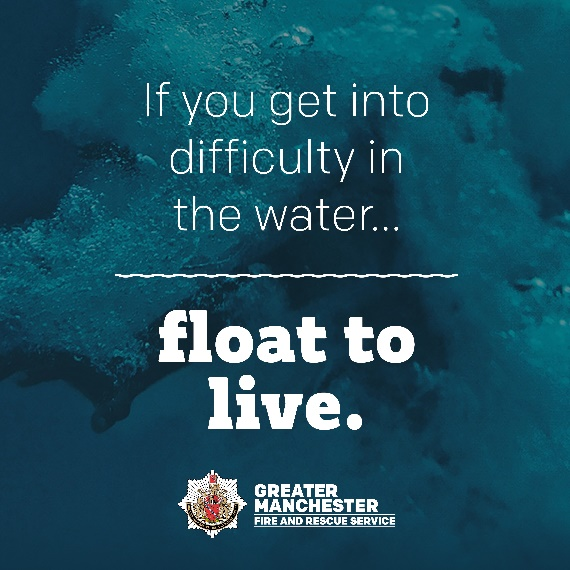 If you get into
difficulty in
the water...
float to
live.
GREATER
MANCHESTER
FIRE AND RESCUE SERVICE